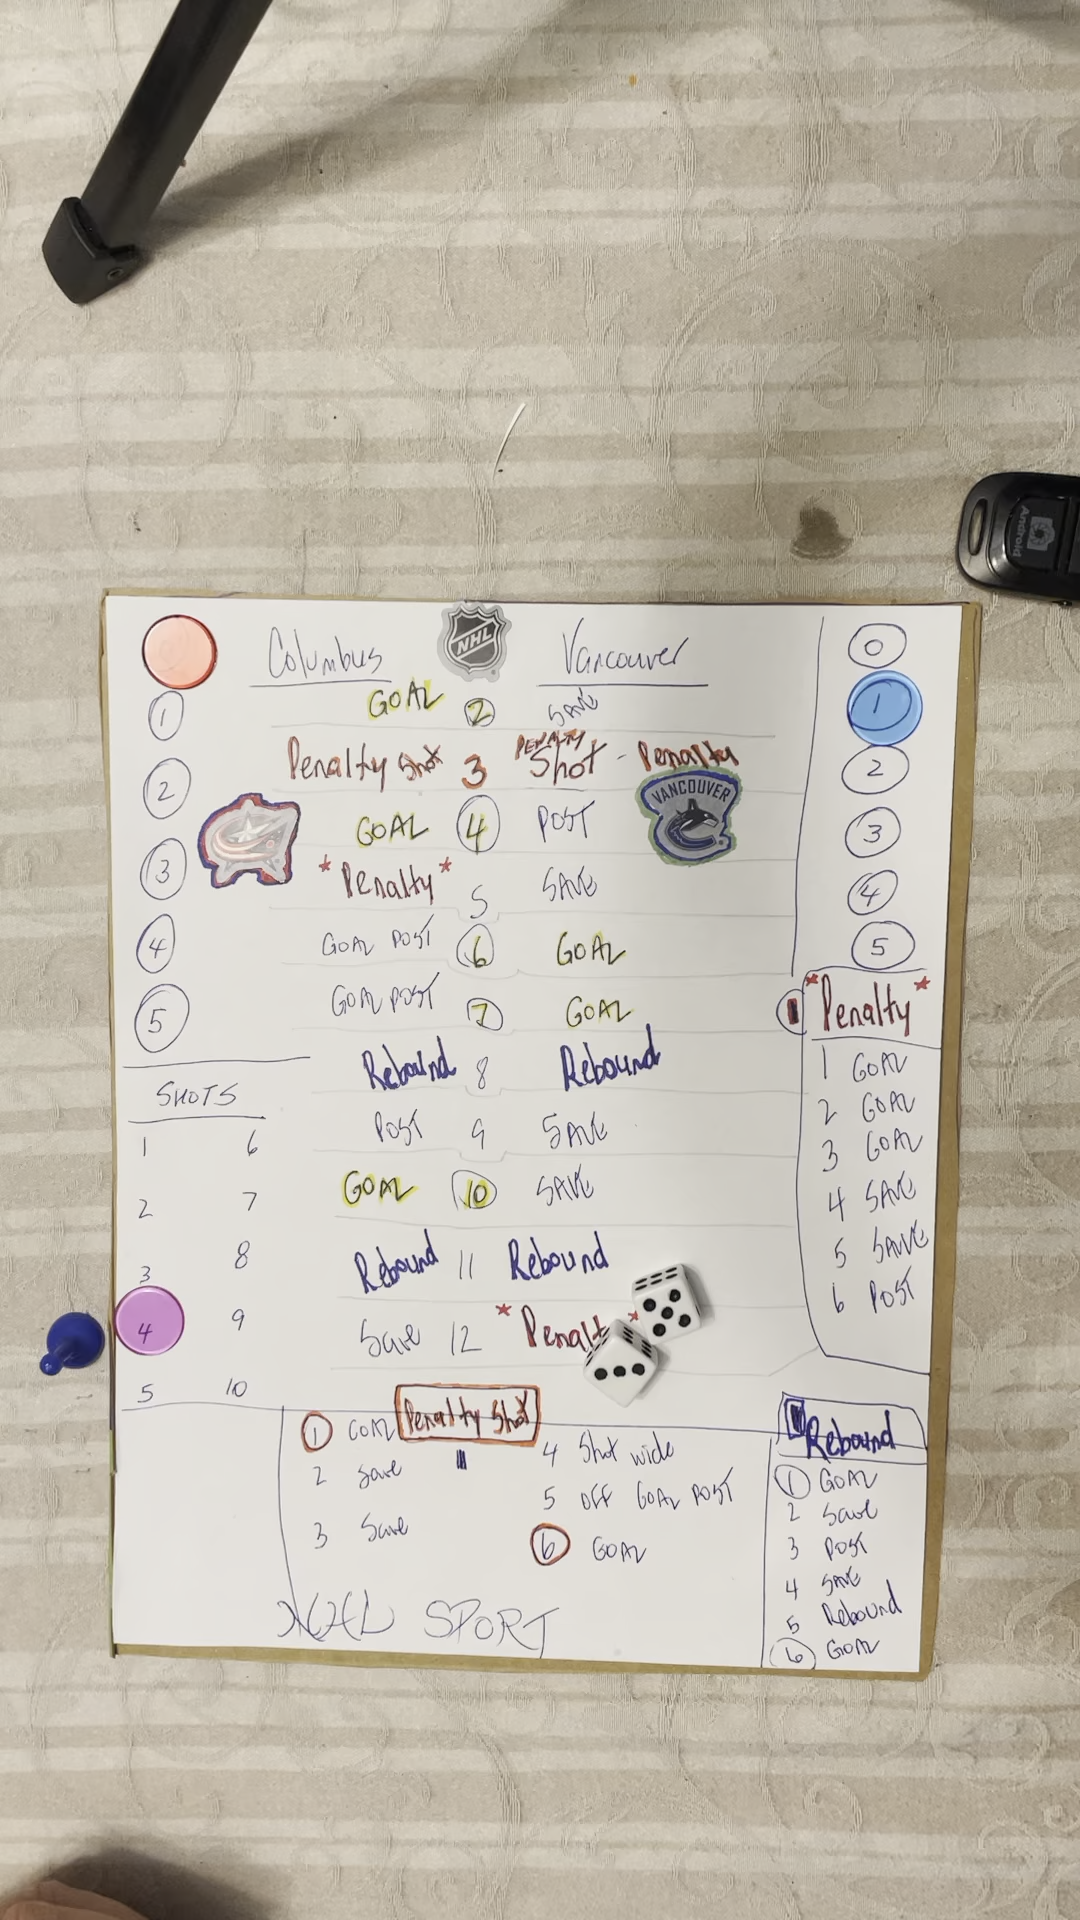 0 Columbus NHL Vancouver 0
GOAL 2 SAVE
1 1
Penalty Shot 3 PENALTY Shot - Penalty
2 VANCOUVER 2
GOAL 4 POST
3 3
* Penalty * 5 SAVE
4 4
GOAL POST 6 GOAL
5 5
GOAL POST 7 GOAL
Rebound 8 Rebound
POST 9 SAVE
GOAL 10 SAVE
Rebound 11 Rebound
Save 12 * Penalt *
SHOTS
1 6
2 7
3 8
4 9
5 10
* Penalty *
1 GOAL
2 GOAL
3 GOAL
4 SAVE
5 SAVE
6 POST
Penalty Shot
1 GOAL
2 Save
3 Save
4 Shot wide
5 OFF GOAL POST
6 GOAL
Rebound
1 GOAL
2 Save
3 POST
4 SAVE
5 Rebound
6 GOAL
NHL SPORT
Android